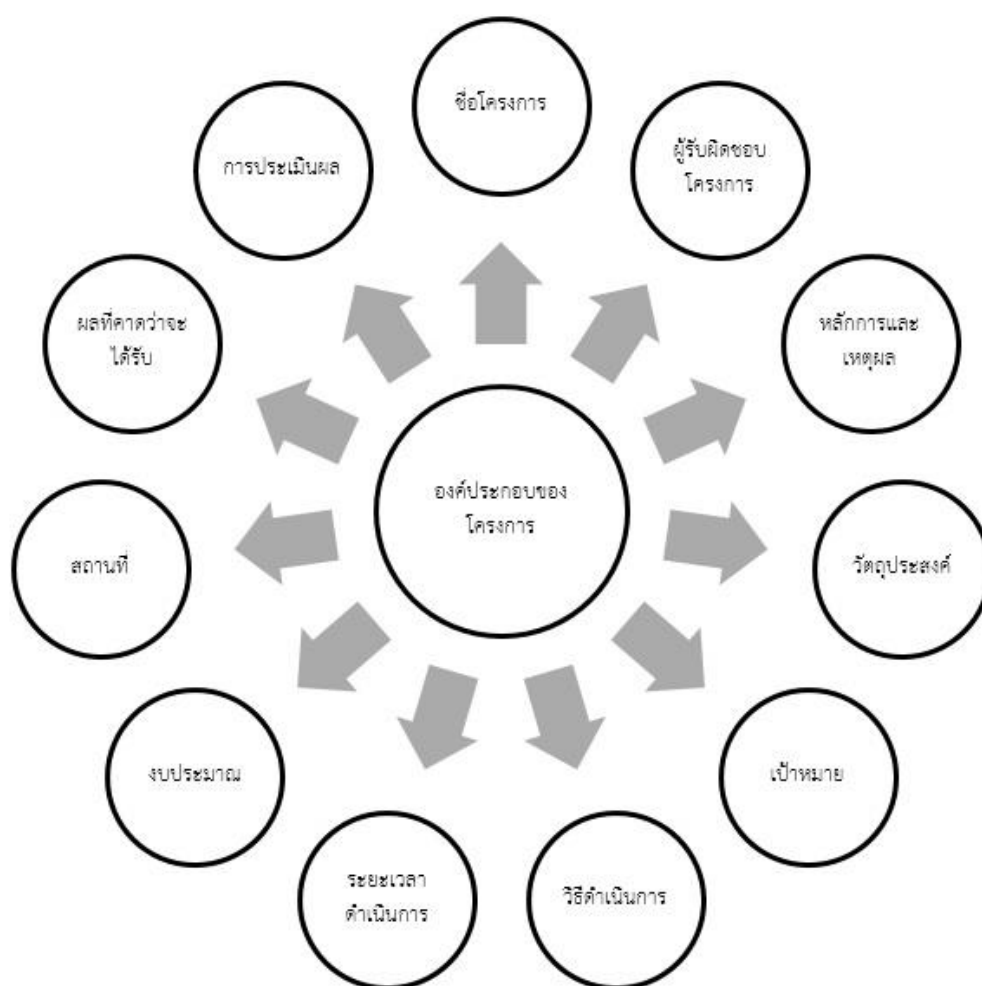 ชื่อโครงการ
ผู้รับผิดชอบ
โครงการ
หลักการและ
เหตุผล
วัตถุประสงค์
เป้าหมาย
วิธีดำเนินการ
ระยะเวลา
ดำเนินการ
งบประมาณ
สถานที่
ผลที่คาดว่าจะ
ได้รับ
การประเมินผล
องค์ประกอบของ
โครงการ